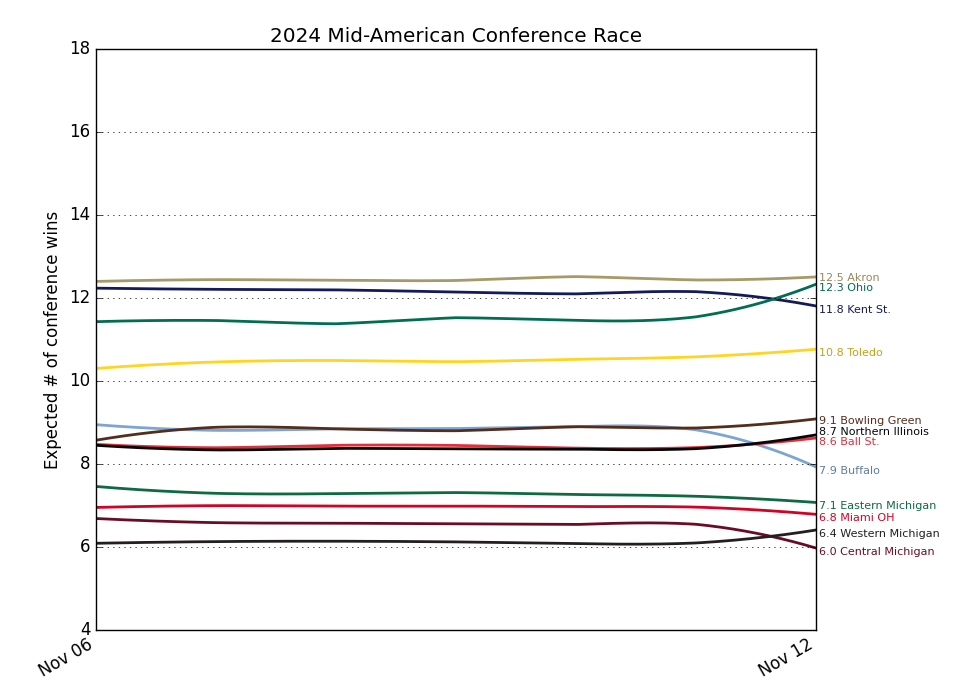 2024 Mid-American Conference Race
Expected # of conference wins
18
16
14
12
10
8
6
4
Nov 06
Nov 12
12.5 Akron
12.3 Ohio
11.8 Kent St.
10.8 Toledo
9.1 Bowling Green
8.7 Northern Illinois
8.6 Ball St.
7.9 Buffalo
7.1 Eastern Michigan
6.8 Miami OH
6.4 Western Michigan
6.0 Central Michigan